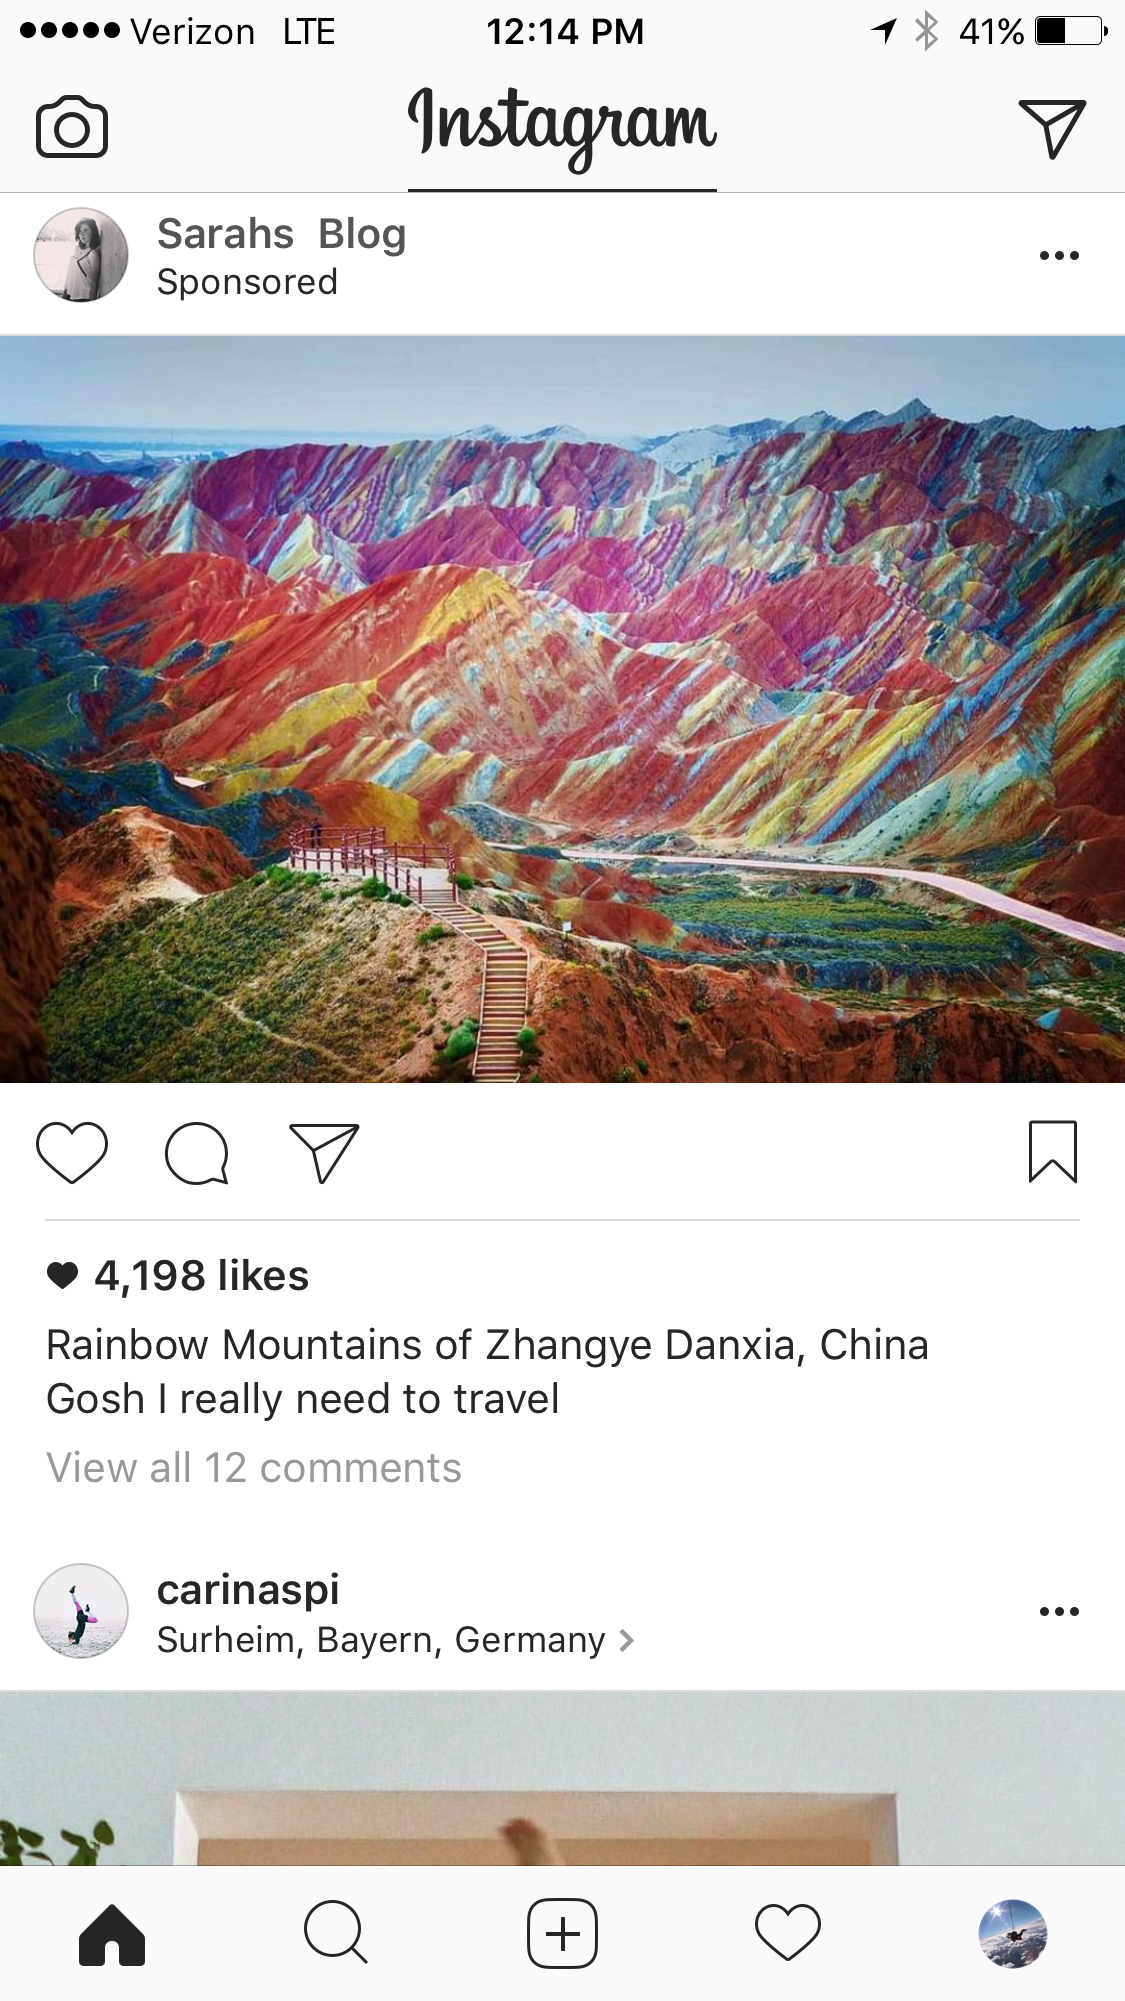 Verizon LTE 12:14 PM 41%
Instagram
Sarahs Blog
Sponsored
4,198 likes
Rainbow Mountains of Zhangye Danxia, China
Gosh I really need to travel
View all 12 comments
carinaspi
Surheim, Bayern, Germany